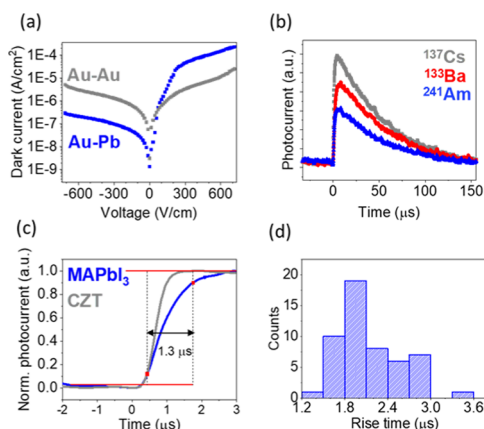 (a)
Dark current (A/cm²)
1E-4
1E-5
1E-6
1E-7
1E-8
1E-9
Au-Au
Au-Pb
-600 -300 0 300 600
Voltage (V/cm)
(b)
Photocurrent (a.u.)
¹³⁷Cs
¹³³Ba
²⁴¹Am
0 50 100 150
Time (μs)
(c)
Norm. photocurrent (a.u.)
1.0
0.8
0.6
0.4
0.2
0.0
MAPbI₃
CZT
1.3 μs
-2 -1 0 1 2 3
Time (μs)
(d)
Counts
20
10
0
1.2 1.8 2.4 3.0 3.6
Rise time (μs)